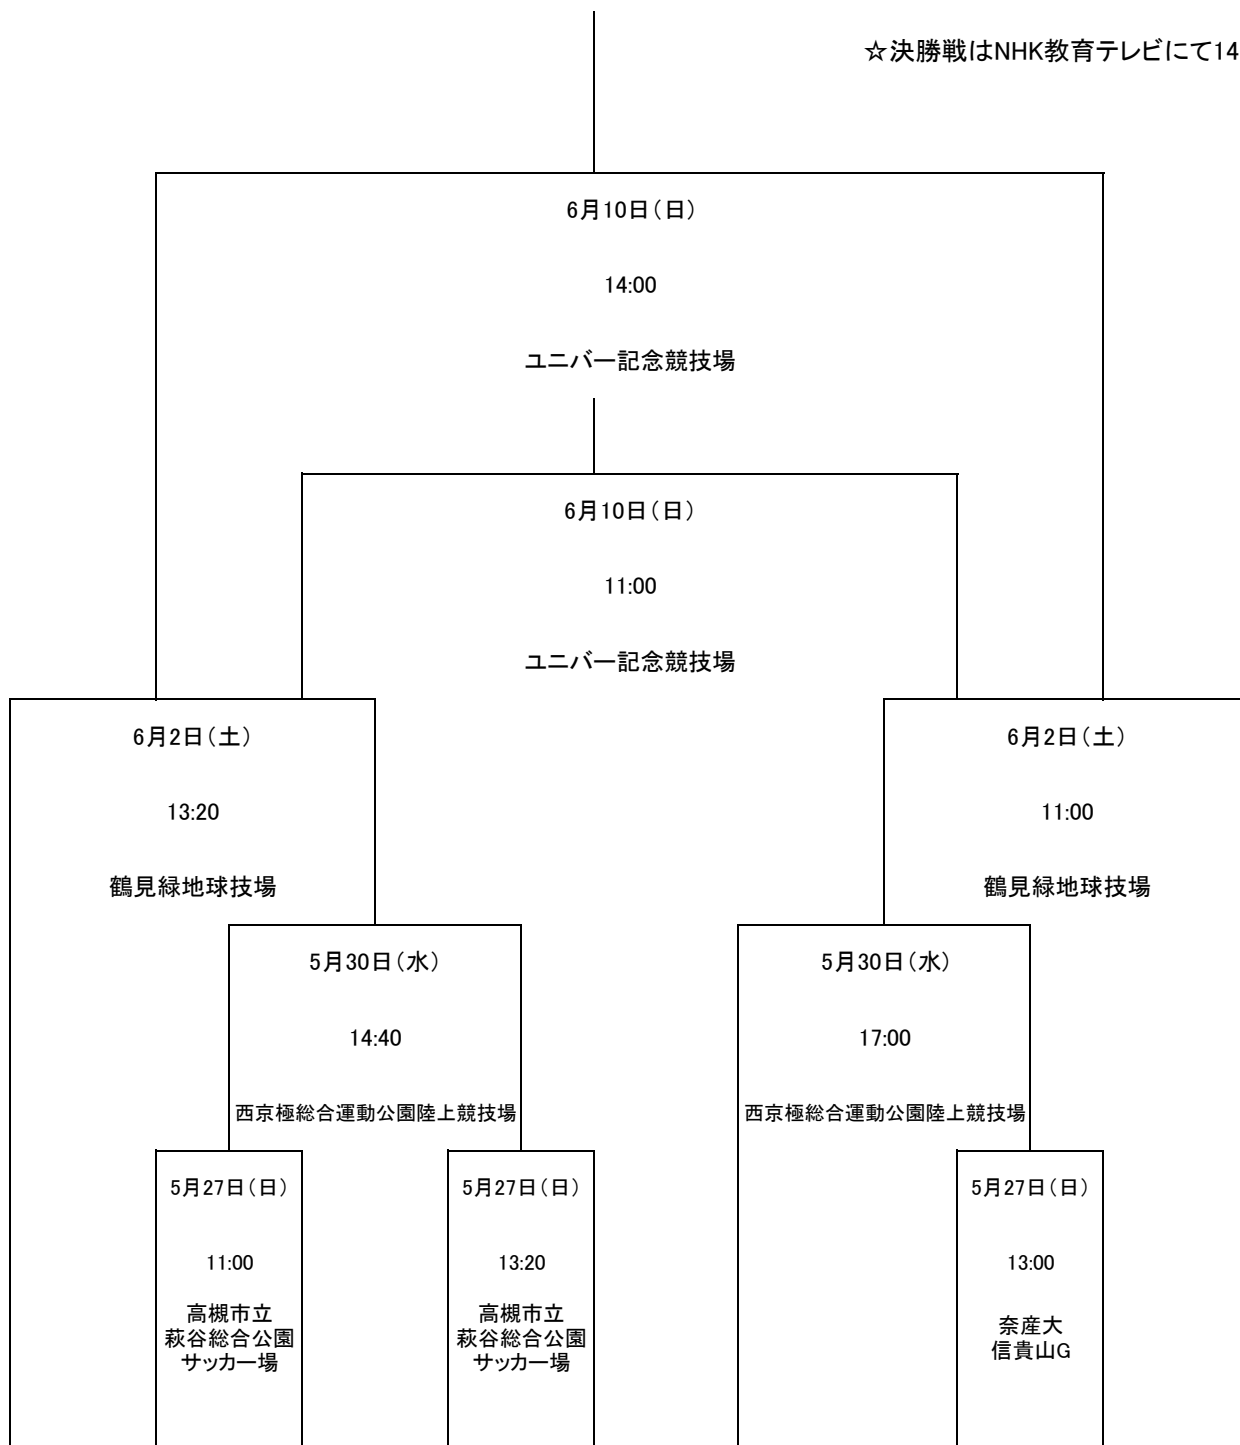 ☆決勝戦はNHK教育テレビにて14
6月10日（日）
14:00
ユニバー記念競技場
6月10日（日）
11:00
ユニバー記念競技場
6月2日（土）
13:20
鶴見緑地球技場
6月2日（土）
11:00
鶴見緑地球技場
5月30日（水）
14:40
西京極総合運動公園陸上競技場
5月30日（水）
17:00
西京極総合運動公園陸上競技場
5月27日（日）
11:00
高槻市立
萩谷総合公園
サッカー場
5月27日（日）
13:20
高槻市立
萩谷総合公園
サッカー場
5月27日（日）
13:00
奈産大
信貴山G